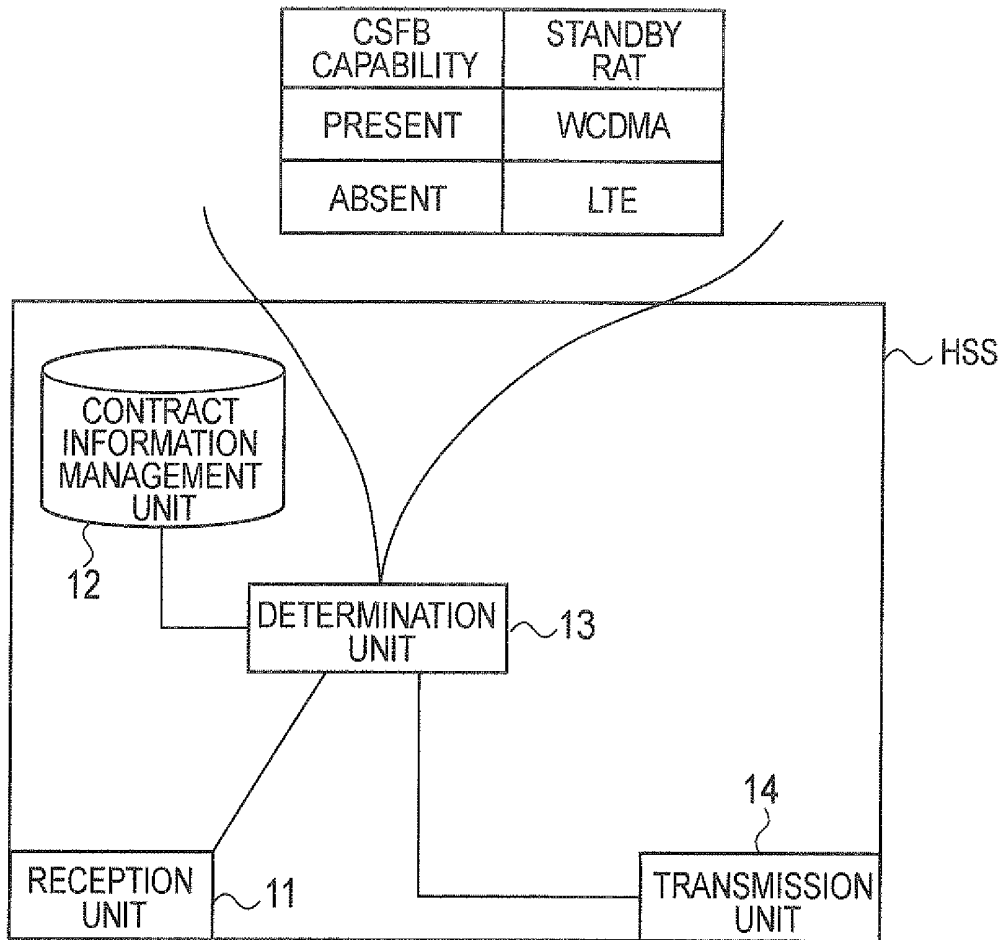 CSFB CAPABILITY
STANDBY RAT
PRESENT
WCDMA
ABSENT
LTE
HSS
CONTRACT
INFORMATION
MANAGEMENT
UNIT
12
DETERMINATION
UNIT
13
14
RECEPTION
UNIT
11
TRANSMISSION
UNIT